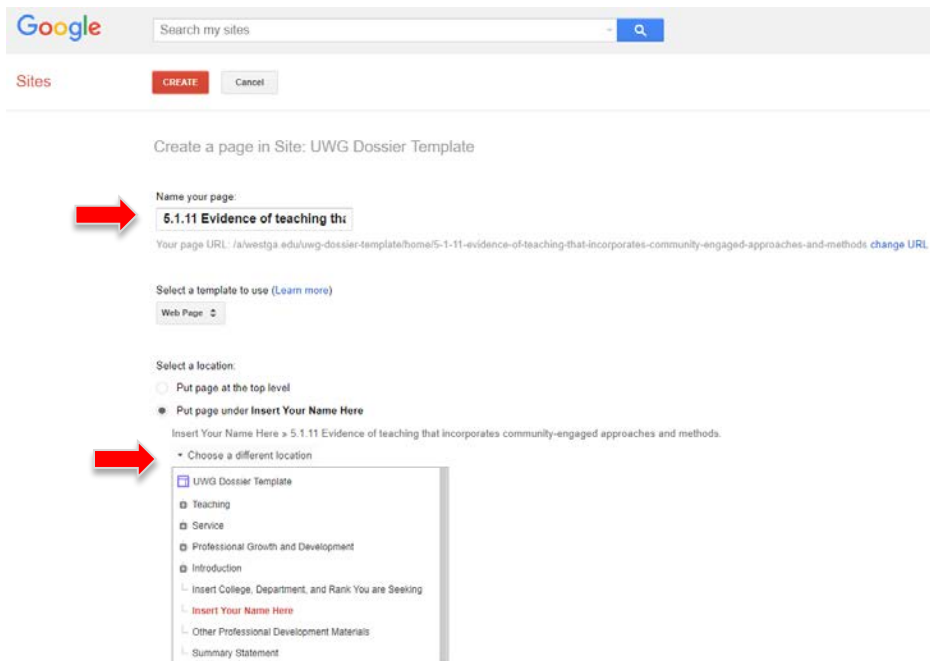 Google
Search my sites
Sites
CREATE
Cancel
Create a page in Site: UWG Dossier Template
Name your page:
5.1.11 Evidence of teaching tha
Your page URL: /a/westga.edu/uwg-dossier-template/home/5-1-11-evidence-of-teaching-that-incorporates-community-engaged-approaches-and-methods change URL
Select a template to use (Learn more)
Web Page
Select a location:
Put page at the top level
Put page under Insert Your Name Here
Insert Your Name Here > 5.1.11 Evidence of teaching that incorporates community-engaged approaches and methods.
Choose a different location
UWG Dossier Template
Teaching
Service
Professional Growth and Development
Introduction
Insert College, Department, and Rank You are Seeking
Insert Your Name Here
Other Professional Development Materials
Summary Statement